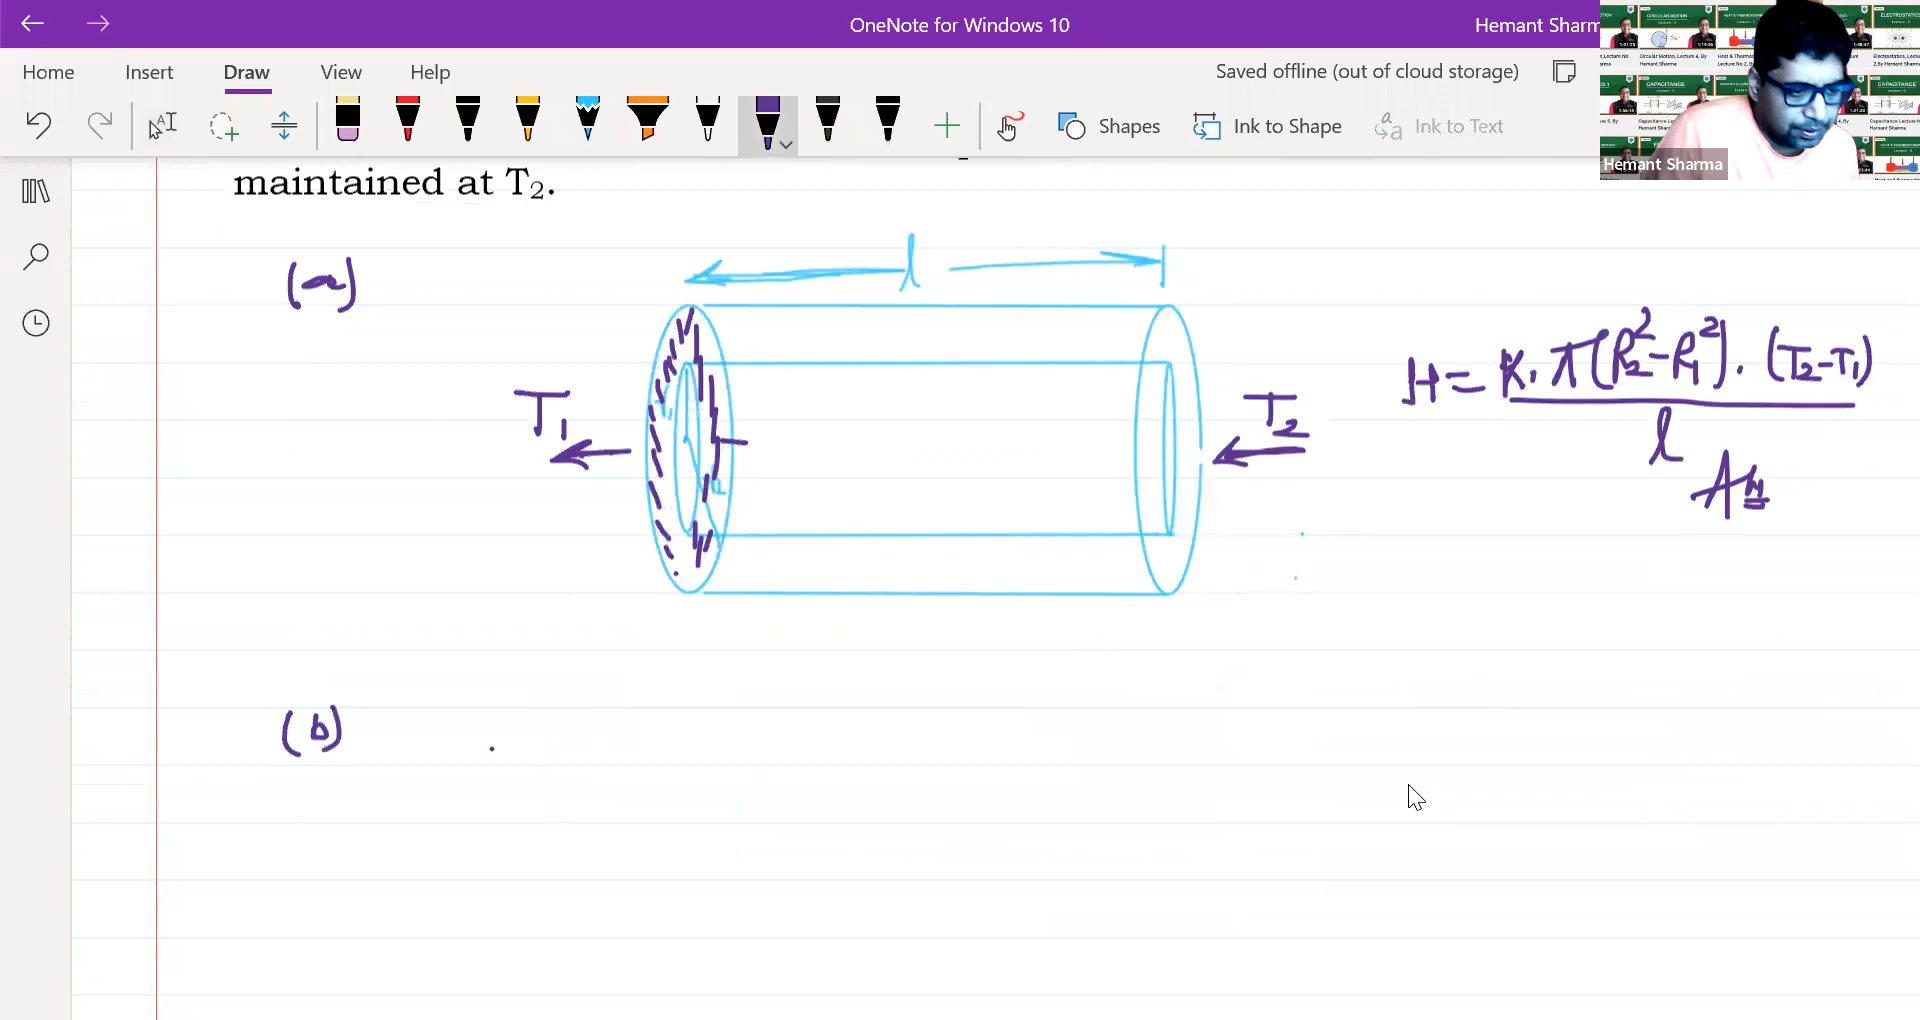 OneNote for Windows 10
Hemant Sharm
Home Insert Draw View Help
Saved offline (out of cloud storage)
Shapes Ink to Shape Ink to Text
Hemant Sharma
maintained at T₂.
(a)
l
T₁
T₂
H = K. π(R₂² - R₁²). (T₂ - T₁)
l
Ans
(b)